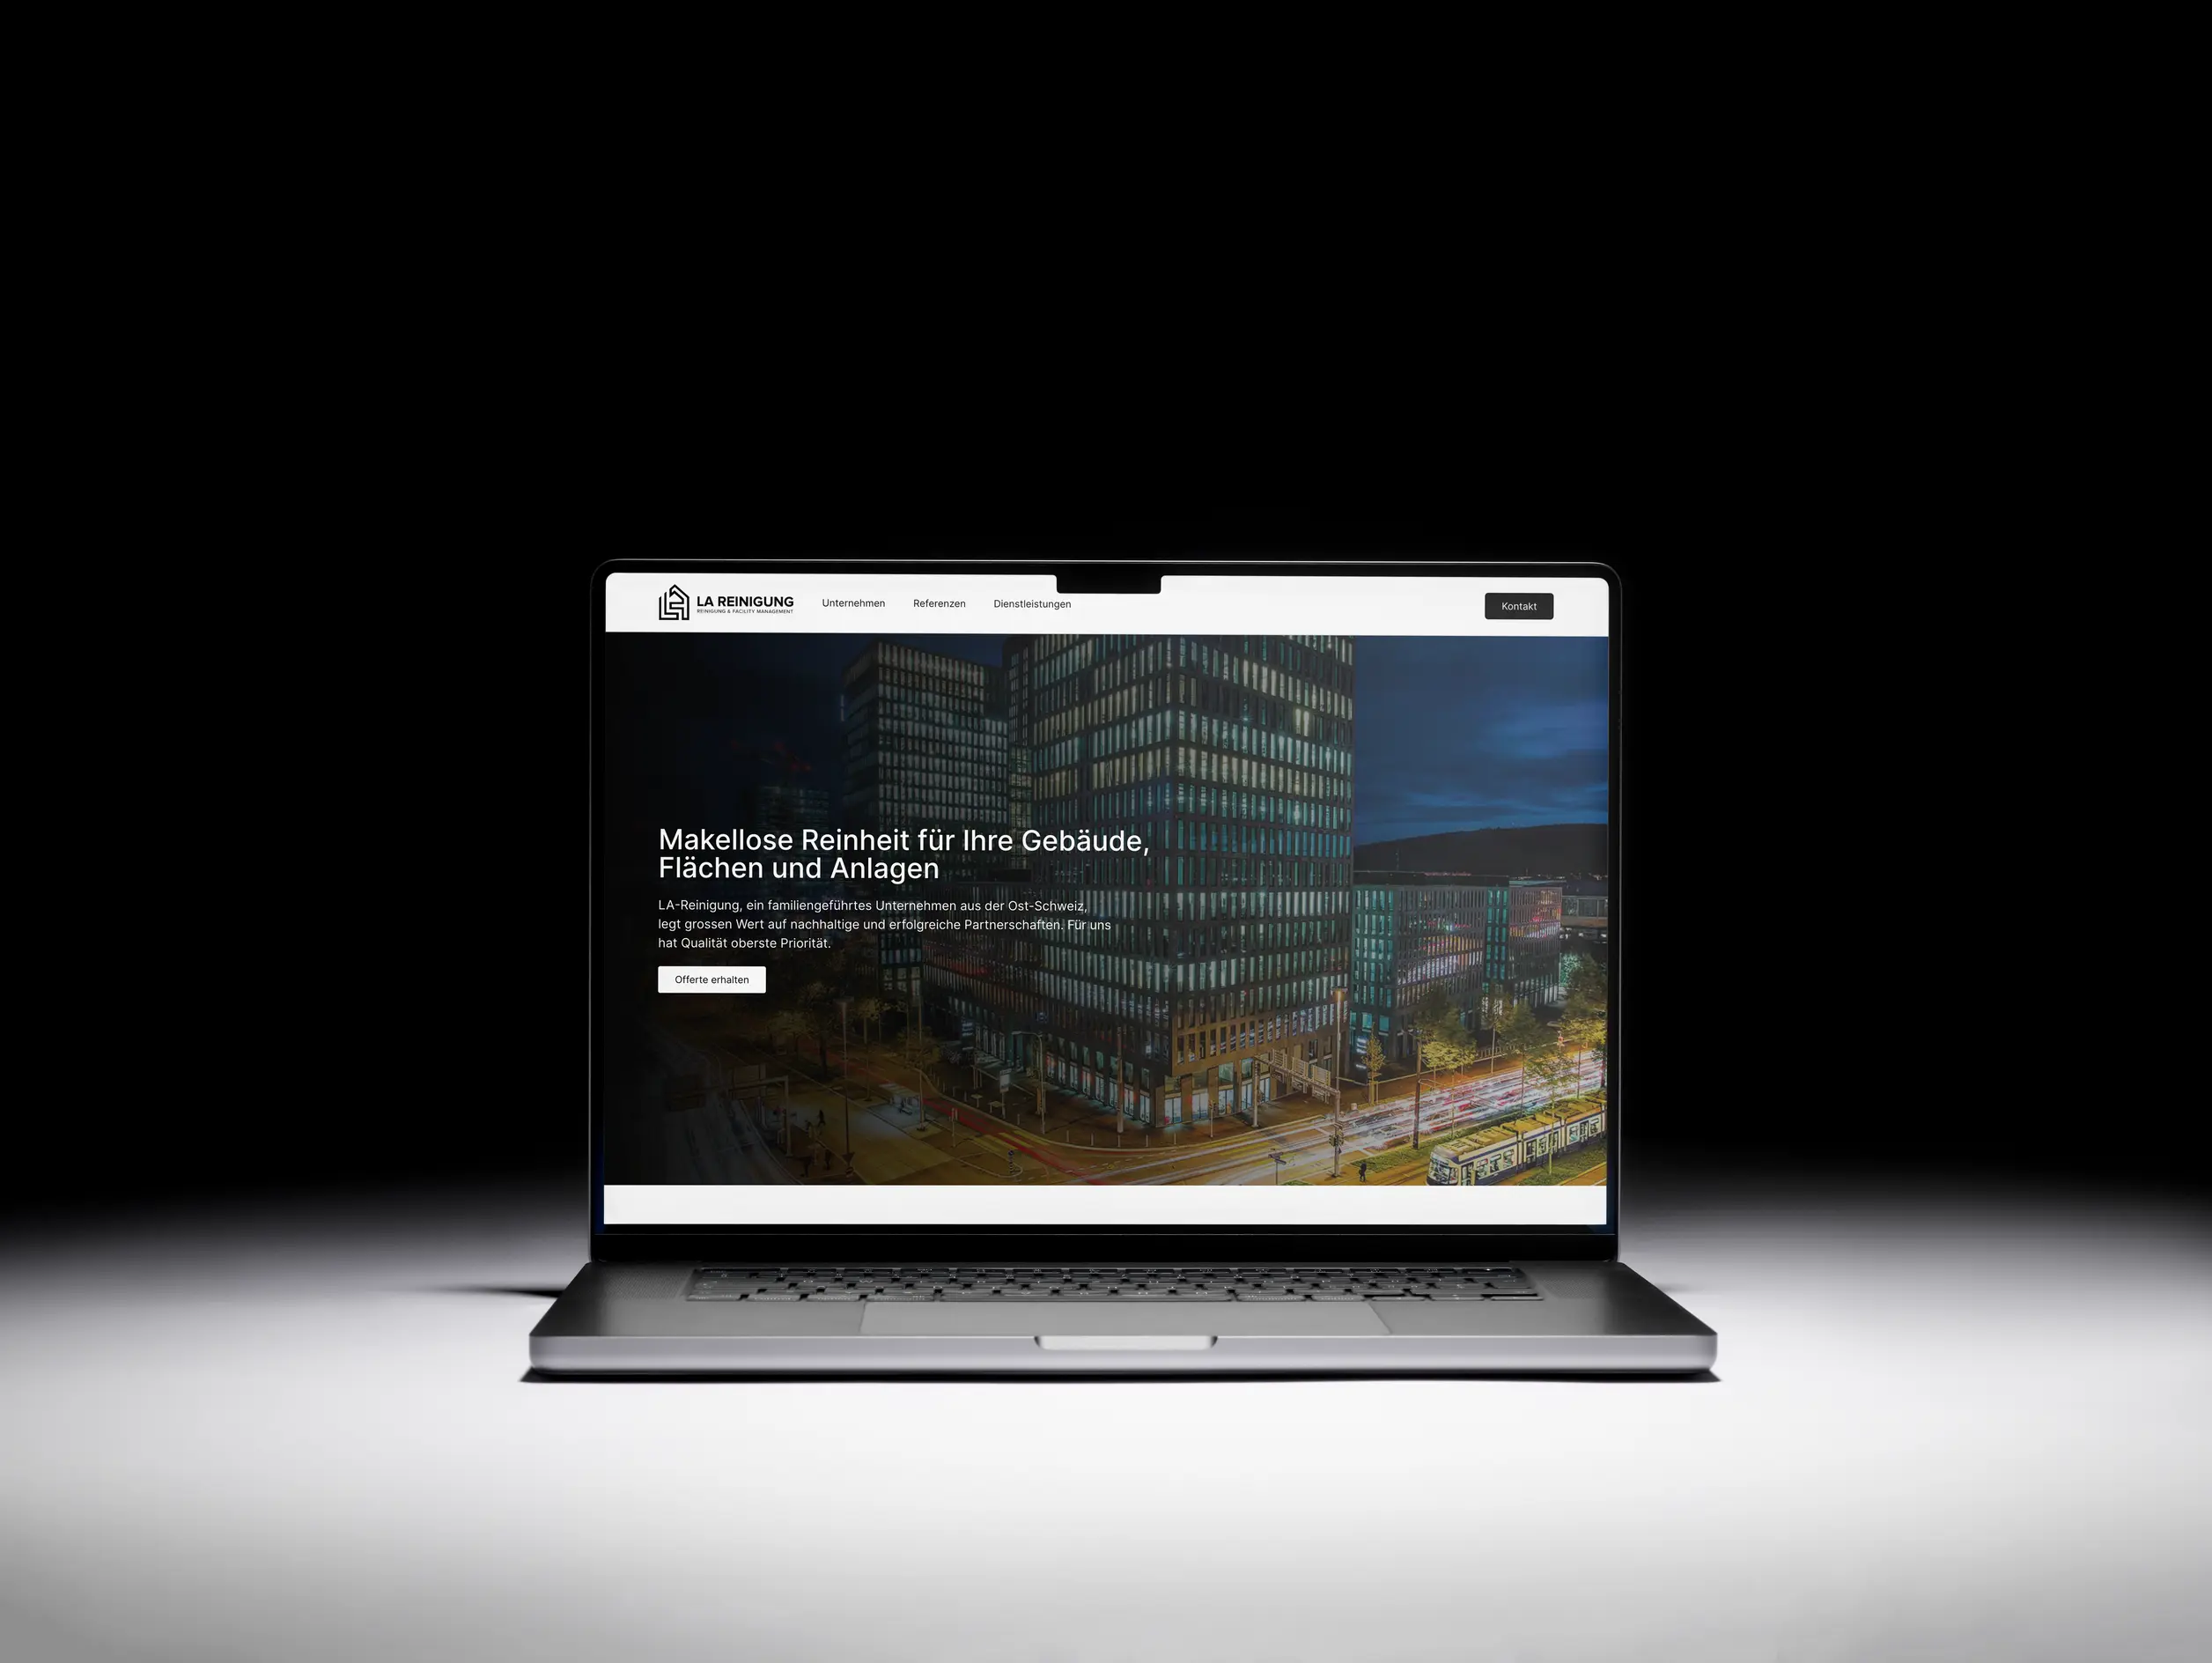 LA REINIGUNG
REINIGUNG & FACILITY MANAGEMENT
Unternehmen
Referenzen
Dienstleistungen
Kontakt
Makellose Reinheit für Ihre Gebäude,
Flächen und Anlagen
LA-Reinigung, ein familiengeführtes Unternehmen aus der Ost-Schweiz,
legt grossen Wert auf nachhaltige und erfolgreiche Partnerschaften. Für uns
hat Qualität oberste Priorität.
Offerte erhalten